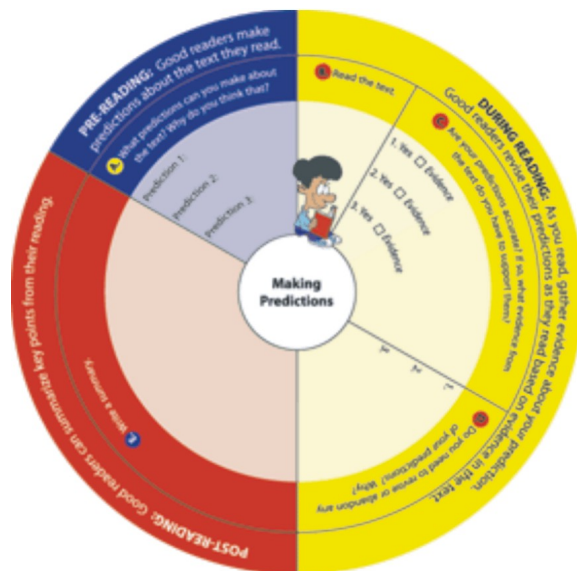 PRE-READING: Good readers make
predictions about the text they read.
A. What predictions can you make about
the text? Why do you think that?
Prediction 1:
Prediction 2:
Prediction 3:
B. Read the text.
DURING READING: As you read, gather evidence about your prediction.
Good readers revise their predictions as they read based on evidence in the text.
C. Are your predictions accurate? If so, what evidence from
the text do you have to support them?
1. Yes Evidence
2. Yes Evidence
3. Yes Evidence
D. Do you need to revise or abandon any
of your predictions? Why?
1.
2.
3.
POST-READING: Good readers can summarize key points from their reading.
E. Write a summary.
Making
Predictions